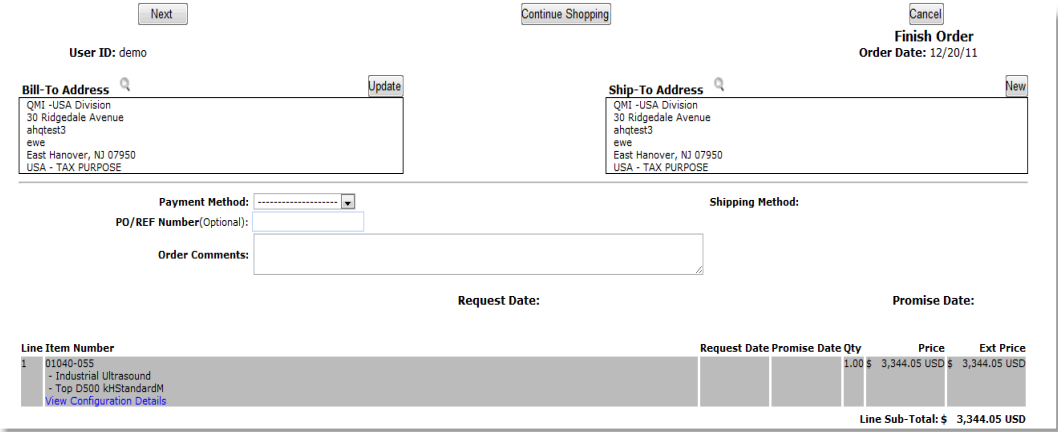 Next Continue Shopping Cancel
Finish Order
User ID: demo Order Date: 12/20/11
Bill-To Address Update Ship-To Address New
QMI -USA Division
30 Ridgedale Avenue
ahqtest3
ewe
East Hanover, NJ 07950
USA - TAX PURPOSE
QMI -USA Division
30 Ridgedale Avenue
ahqtest3
ewe
East Hanover, NJ 07950
USA - TAX PURPOSE
Payment Method: -------------------- Shipping Method:
PO/REF Number(Optional):
Order Comments:
Request Date: Promise Date:
Line Item Number Request Date Promise Date Qty Price Ext Price
1 01040-055 1.00 $ 3,344.05 USD $ 3,344.05 USD
- Industrial Ultrasound
- Top D500 kHStandardM
View Configuration Details
Line Sub-Total: $ 3,344.05 USD